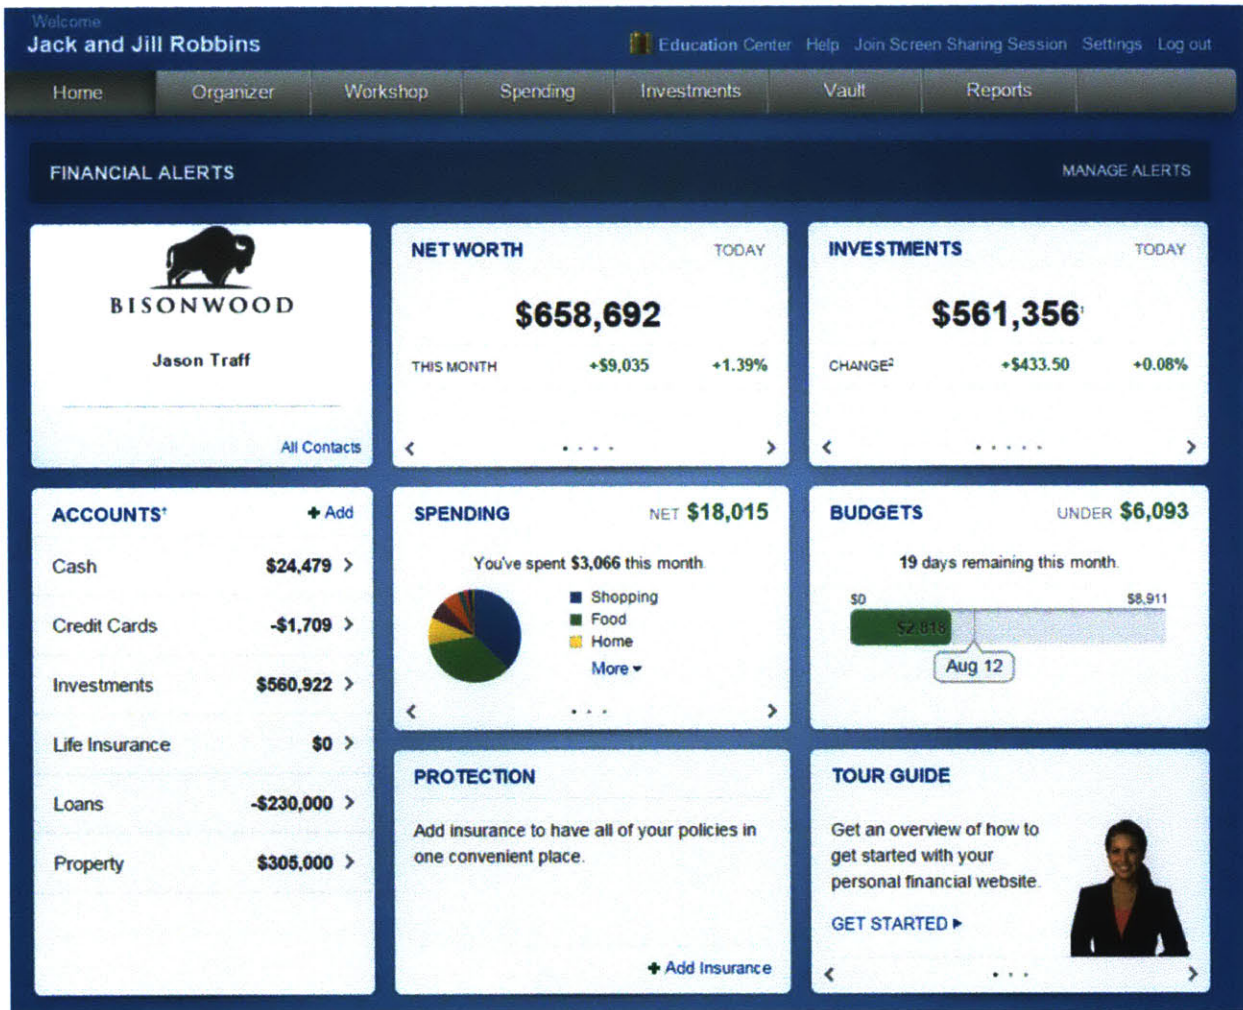 Welcome
Jack and Jill Robbins
Education Center Help Join Screen Sharing Session Settings Log out
Home Organizer Workshop Spending Investments Vault Reports
FINANCIAL ALERTS MANAGE ALERTS
BISONWOOD
Jason Traff
All Contacts
NET WORTH TODAY
$658,692
THIS MONTH +$9,035 +1.39%
INVESTMENTS TODAY
$561,356¹
CHANGE² +$433.50 +0.08%
ACCOUNTS¹ + Add
Cash $24,479
Credit Cards -$1,709
Investments $560,922
Life Insurance $0
Loans -$230,000
Property $305,000
SPENDING NET $18,015
You've spent $3,066 this month.
Shopping
Food
Home
More
BUDGETS UNDER $6,093
19 days remaining this month.
$0 $8,911
$2,818
Aug 12
PROTECTION
Add insurance to have all of your policies in
one convenient place.
+ Add Insurance
TOUR GUIDE
Get an overview of how to
get started with your
personal financial website.
GET STARTED